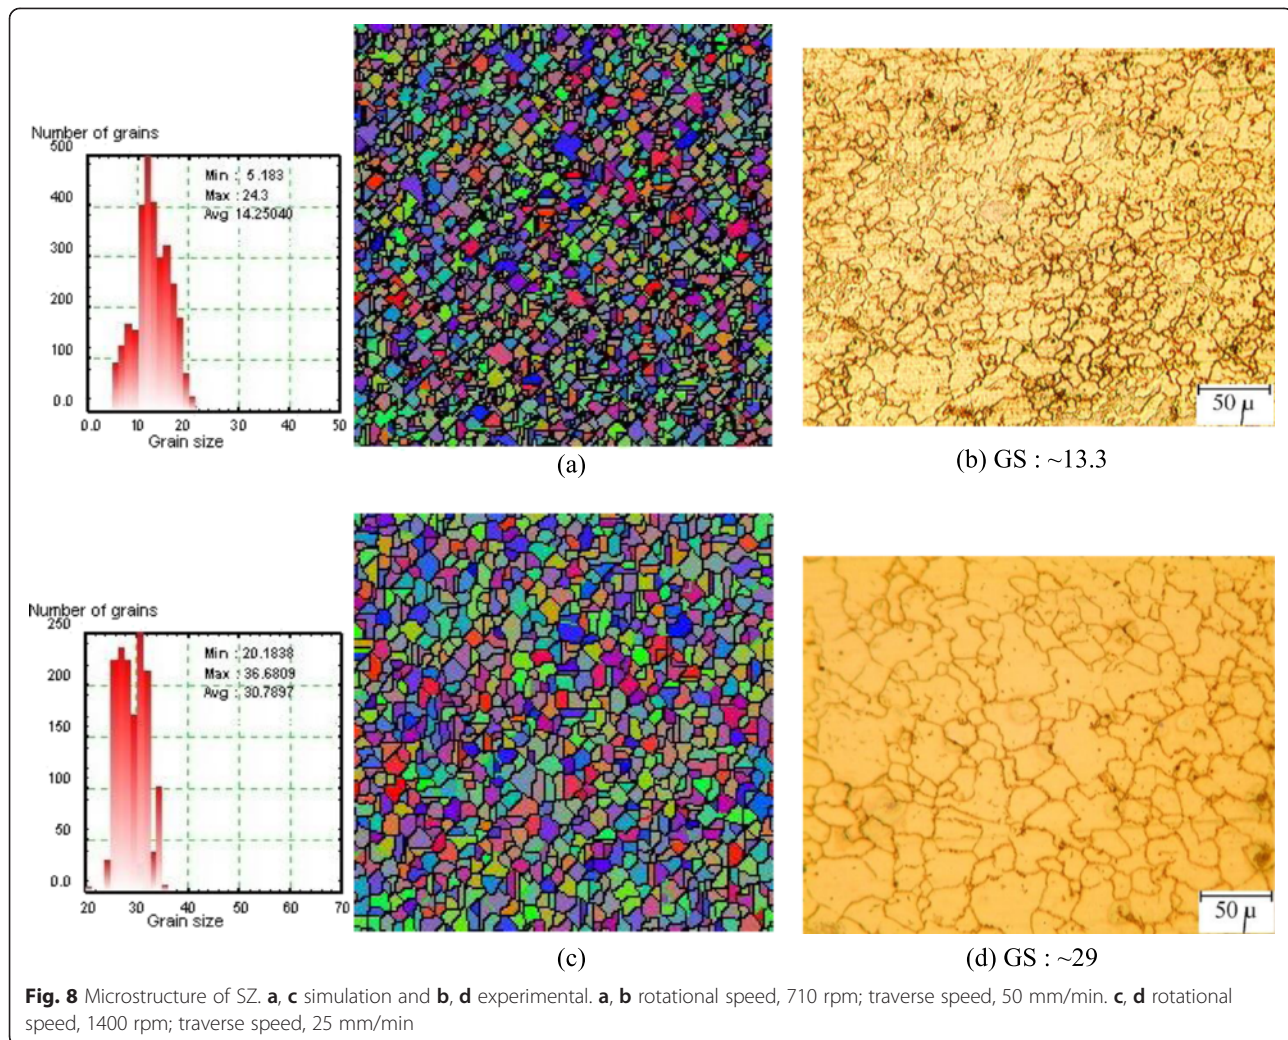 Number of grains
500
400
300
200
100
0.0
Min : 5.183
Max : 24.3
Avg 14.25040
0.0 10 20 30 40 50
Grain size
(a)
50 µ
(b) GS : ~13.3
Number of grains
250
200
150
100
50
0.0
Min : 20.1838
Max : 36.6809
Avg : 30.7897
20 30 40 50 60 70
Grain size
(c)
50 µ
(d) GS : ~29
Fig. 8 Microstructure of SZ. a, c simulation and b, d experimental. a, b rotational speed, 710 rpm; traverse speed, 50 mm/min. c, d rotational
speed, 1400 rpm; traverse speed, 25 mm/min